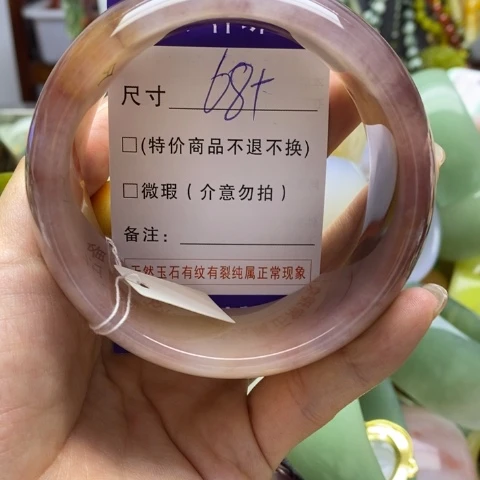 尺寸 68+
□(特价商品不退不换)
□微瑕(介意勿拍)
备注:
天然玉石有纹有裂纯属正常现象